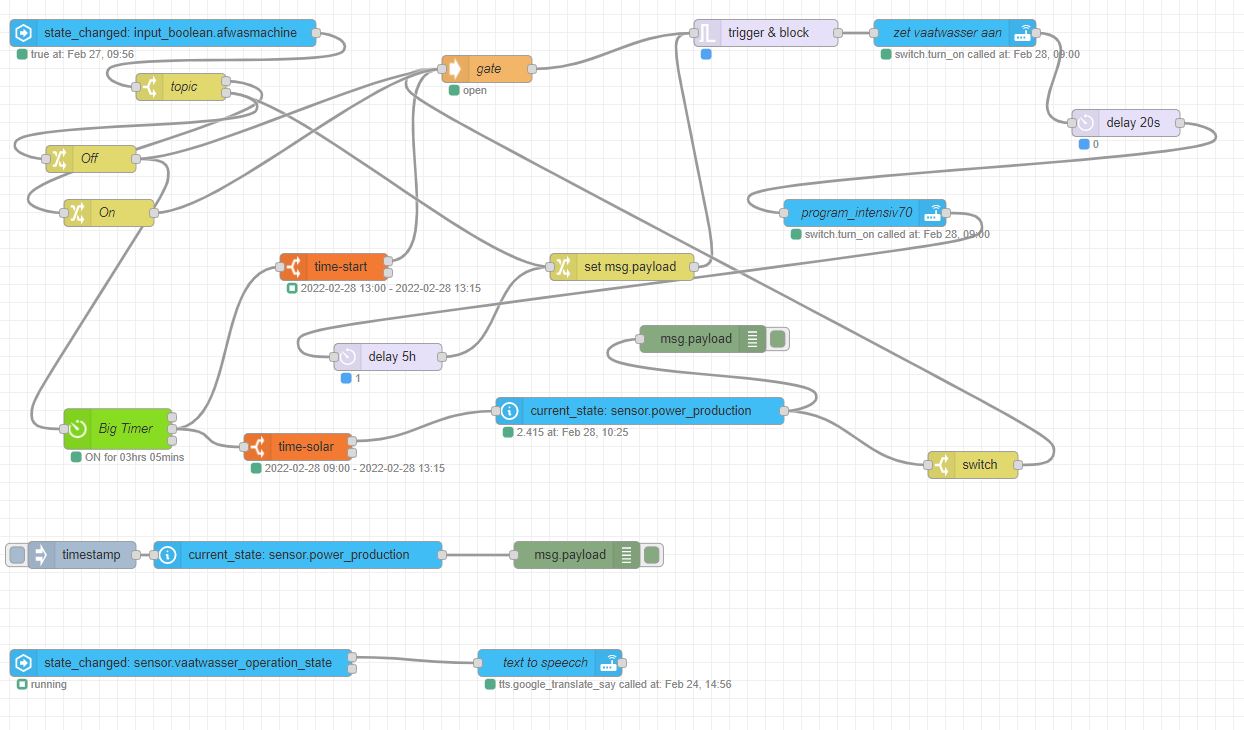 state_changed: input_boolean.afwasmachine
true at: Feb 27, 09:56
trigger & block
zet vaatwasser aan
switch.turn_on called at: Feb 28, 09:00
gate
open
topic
delay 20s
0
Off
On
program_intensiv70
switch.turn_on called at: Feb 28, 09:00
time-start
2022-02-28 13:00 - 2022-02-28 13:15
set msg.payload
msg.payload
delay 5h
1
current_state: sensor.power_production
2.415 at: Feb 28, 10:25
Big Timer
ON for 03hrs 05mins
time-solar
2022-02-28 09:00 - 2022-02-28 13:15
switch
timestamp
current_state: sensor.power_production
msg.payload
state_changed: sensor.vaatwasser_operation_state
running
text to speecch
tts.google_translate_say called at: Feb 24, 14:56